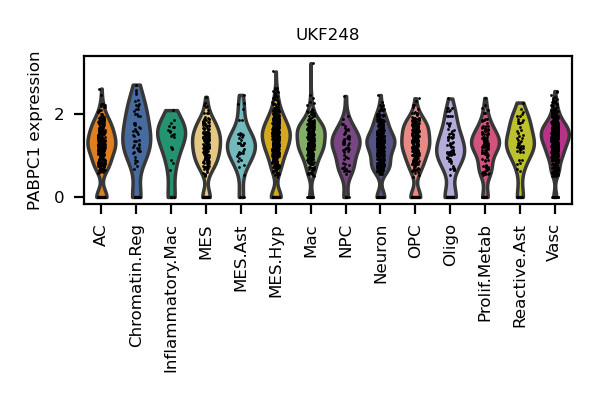 UKF248
PABPC1 expression
2
0
AC
Chromatin.Reg
Inflammatory.Mac
MES
MES.Ast
MES.Hyp
Mac
NPC
Neuron
OPC
Oligo
Prolif.Metab
Reactive.Ast
Vasc